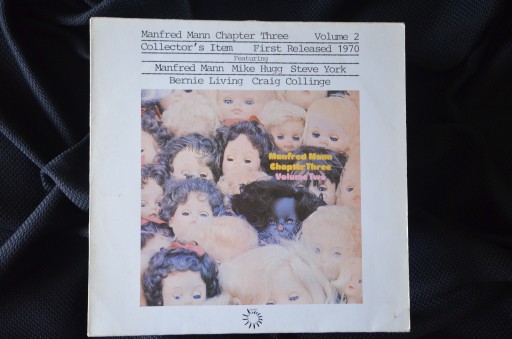 Manfred Mann Chapter Three Volume 2
Collector's Item First Released 1970
Featuring
Manfred Mann Mike Hugg Steve York
Bernie Living Craig Collinge
Manfred Mann
Chapter Three
Volume Two